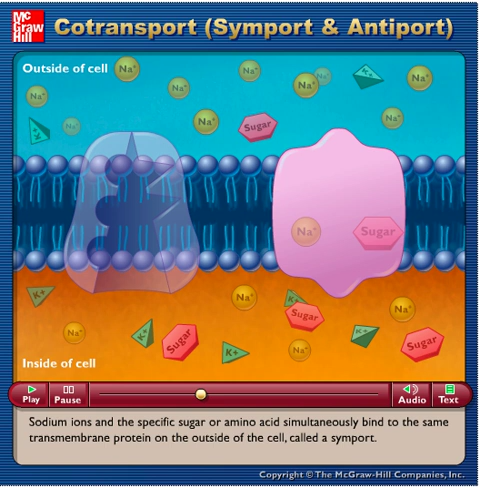 Mc
Graw
Hill
Cotransport (Symport & Antiport)
Outside of cell
Na+
Na+
Na+
Na+
Na+
K+
Na+
Na+
K+
Na+
Na+
Sugar
Na+
Na+
Sugar
K+
Na+
K+
Sugar
Na+
Na+
K+
Sugar
K+
Na+
K+
Sugar
Inside of cell
Play
Pause
Audio
Text
Sodium ions and the specific sugar or amino acid simultaneously bind to the same
transmembrane protein on the outside of the cell, called a symport.
Copyright © The McGraw-Hill Companies, Inc.